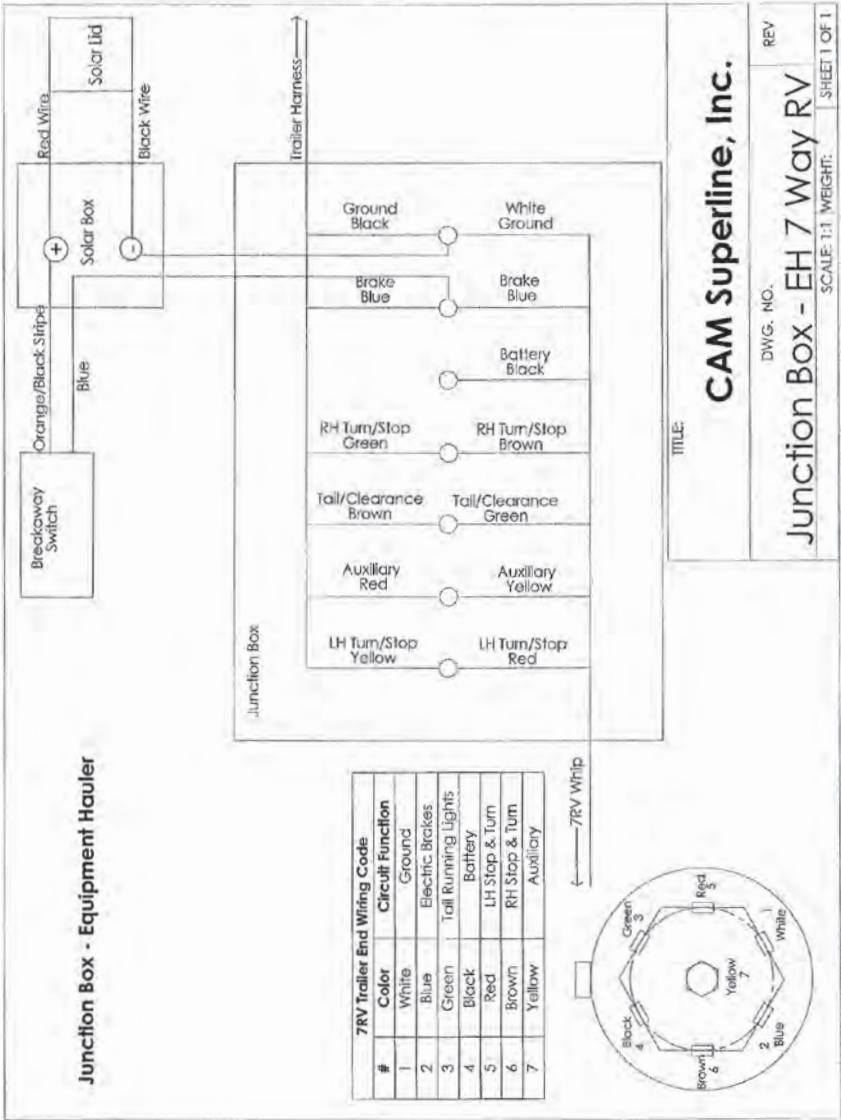 Junction Box - Equipment Hauler
Breakaway
Switch
Orange/Black Stripe
Blue
+
Solar Box
-
Red Wire
Black Wire
Solar Lid
Junction Box
Trailer Harness
LH Turn/Stop
Yellow
LH Turn/Stop
Red
Auxiliary
Red
Auxiliary
Yellow
Tail/Clearance
Brown
Tail/Clearance
Green
RH Turn/Stop
Green
RH Turn/Stop
Brown
Battery
Black
Brake
Blue
Brake
Blue
Ground
Black
White
Ground
7RV Whip
7RV Trailer End Wiring Code
# Color Circuit Function
1 White Ground
2 Blue Electric Brakes
3 Green Tail Running Lights
4 Black Battery
5 Red LH Stop & Turn
6 Brown RH Stop & Turn
7 Yellow Auxiliary
Black
4
Green
3
Brown
6
Yellow
7
Red
5
2
Blue
1
White
TITLE:
CAM Superline, Inc.
DWG. NO.
REV
Junction Box - EH 7 Way RV
SCALE: 1:1 WEIGHT: SHEET 1 OF 1